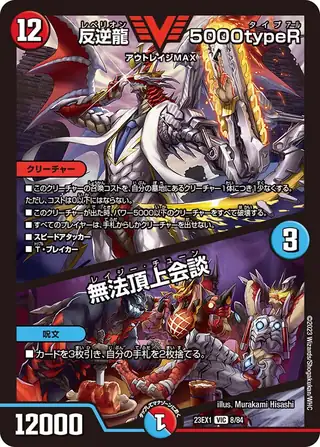 12
レベリオン タイプ アール
反逆龍 5000typeR
アウトレイジMAX
クリーチャー
■このクリーチャーの召喚コストを、自分の墓地にあるクリーチャー1体につき1少なくする。
ただし、コストは0以下にはならない。
■このクリーチャーが出た時、パワー5000以下のクリーチャーをすべて破壊する。
■すべてのプレイヤーは、手札からしかクリーチャーを出せない。
■スピードアタッカー
■T・ブレイカー
3
無法頂上会談
呪文
■カードを3枚引き、自分の手札を2枚捨てる。
illus. Murakami Hisashi
23EX1 VIC 8/84
12000
1
©2023 Wizards/Shogakukan/WHC